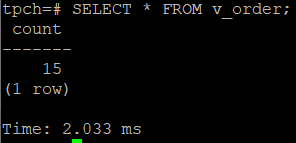 tpch=# SELECT * FROM v_order;
count
-------
15
(1 row)
Time: 2.033 ms